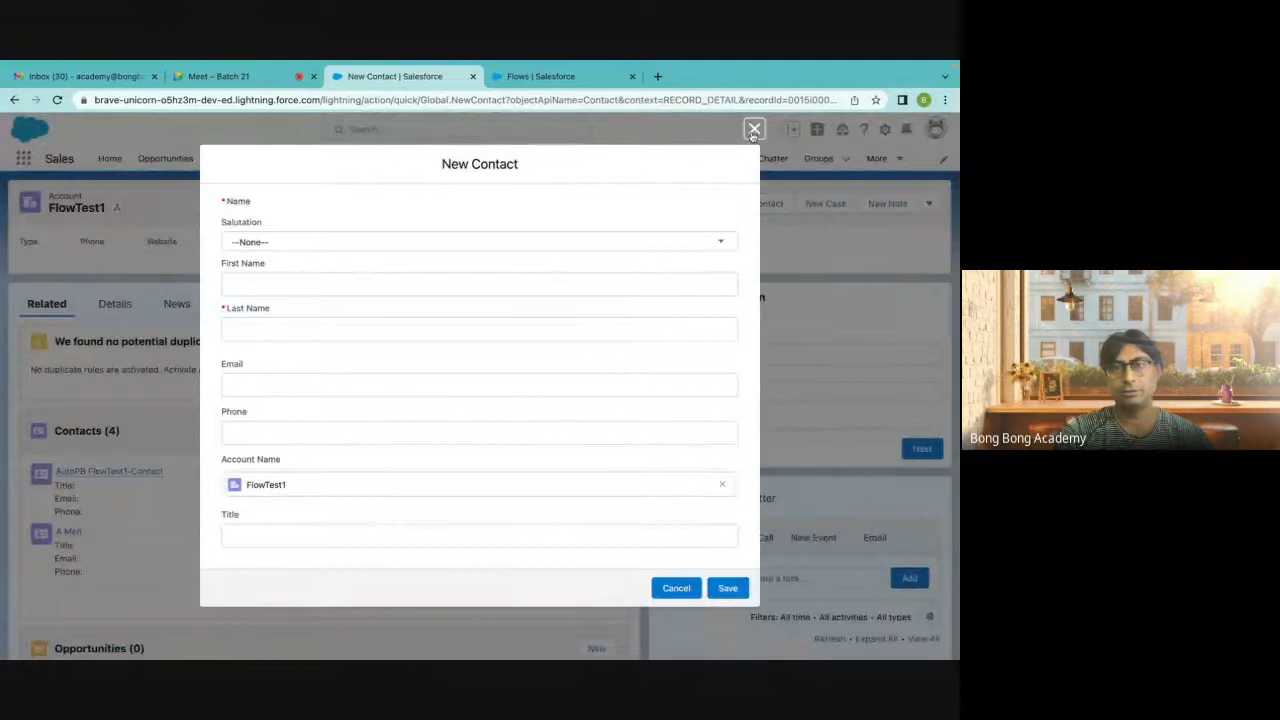 Inbox (30) - academy@bongb
Meet – Batch 21
New Contact | Salesforce
Flows | Salesforce
brave-unicorn-o5hz3m-dev-ed.lightning.force.com/lightning/action/quick/Global.NewContact?objectApiName=Contact&context=RECORD_DETAIL&recordId=0015i000...
B
Search...
Sales
Home
Opportunities
Chatter
Groups
More
New Contact
Account
FlowTest1
Contact
New Case
New Note
Type
Phone
Website
* Name
Salutation
--None--
First Name
* Last Name
Email
Phone
Account Name
FlowTest1
Title
Cancel
Save
Related
Details
News
We found no potential duplic
No duplicate rules are activated. Activate
Contacts (4)
AutoPB FlowTest1-Contact
Title:
Email:
Phone:
A Mert
Title:
Email:
Phone:
Opportunities (0)
New
Next
Call
New Event
Email
a task...
Add
Filters: All time • All activities • All types
Refresh • Expand All • View All
Bong Bong Academy